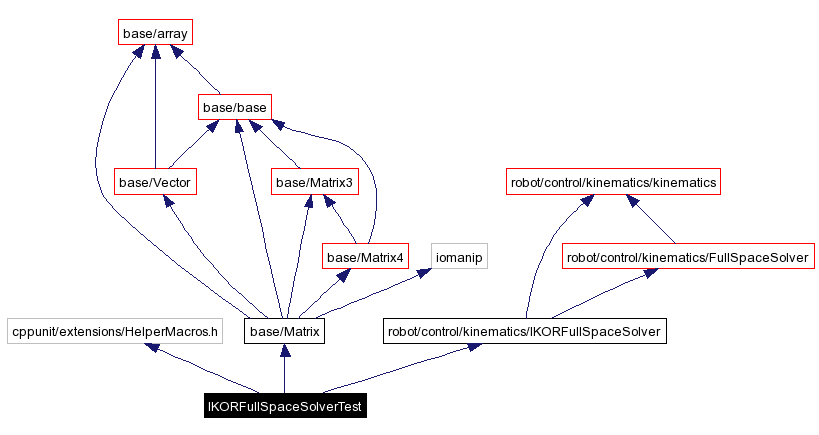 base/array
base/base
base/Vector
base/Matrix3
robot/control/kinematics/kinematics
base/Matrix4
iomanip
robot/control/kinematics/FullSpaceSolver
cppunit/extensions/HelperMacros.h
base/Matrix
robot/control/kinematics/IKORFullSpaceSolver
IKORFullSpaceSolverTest